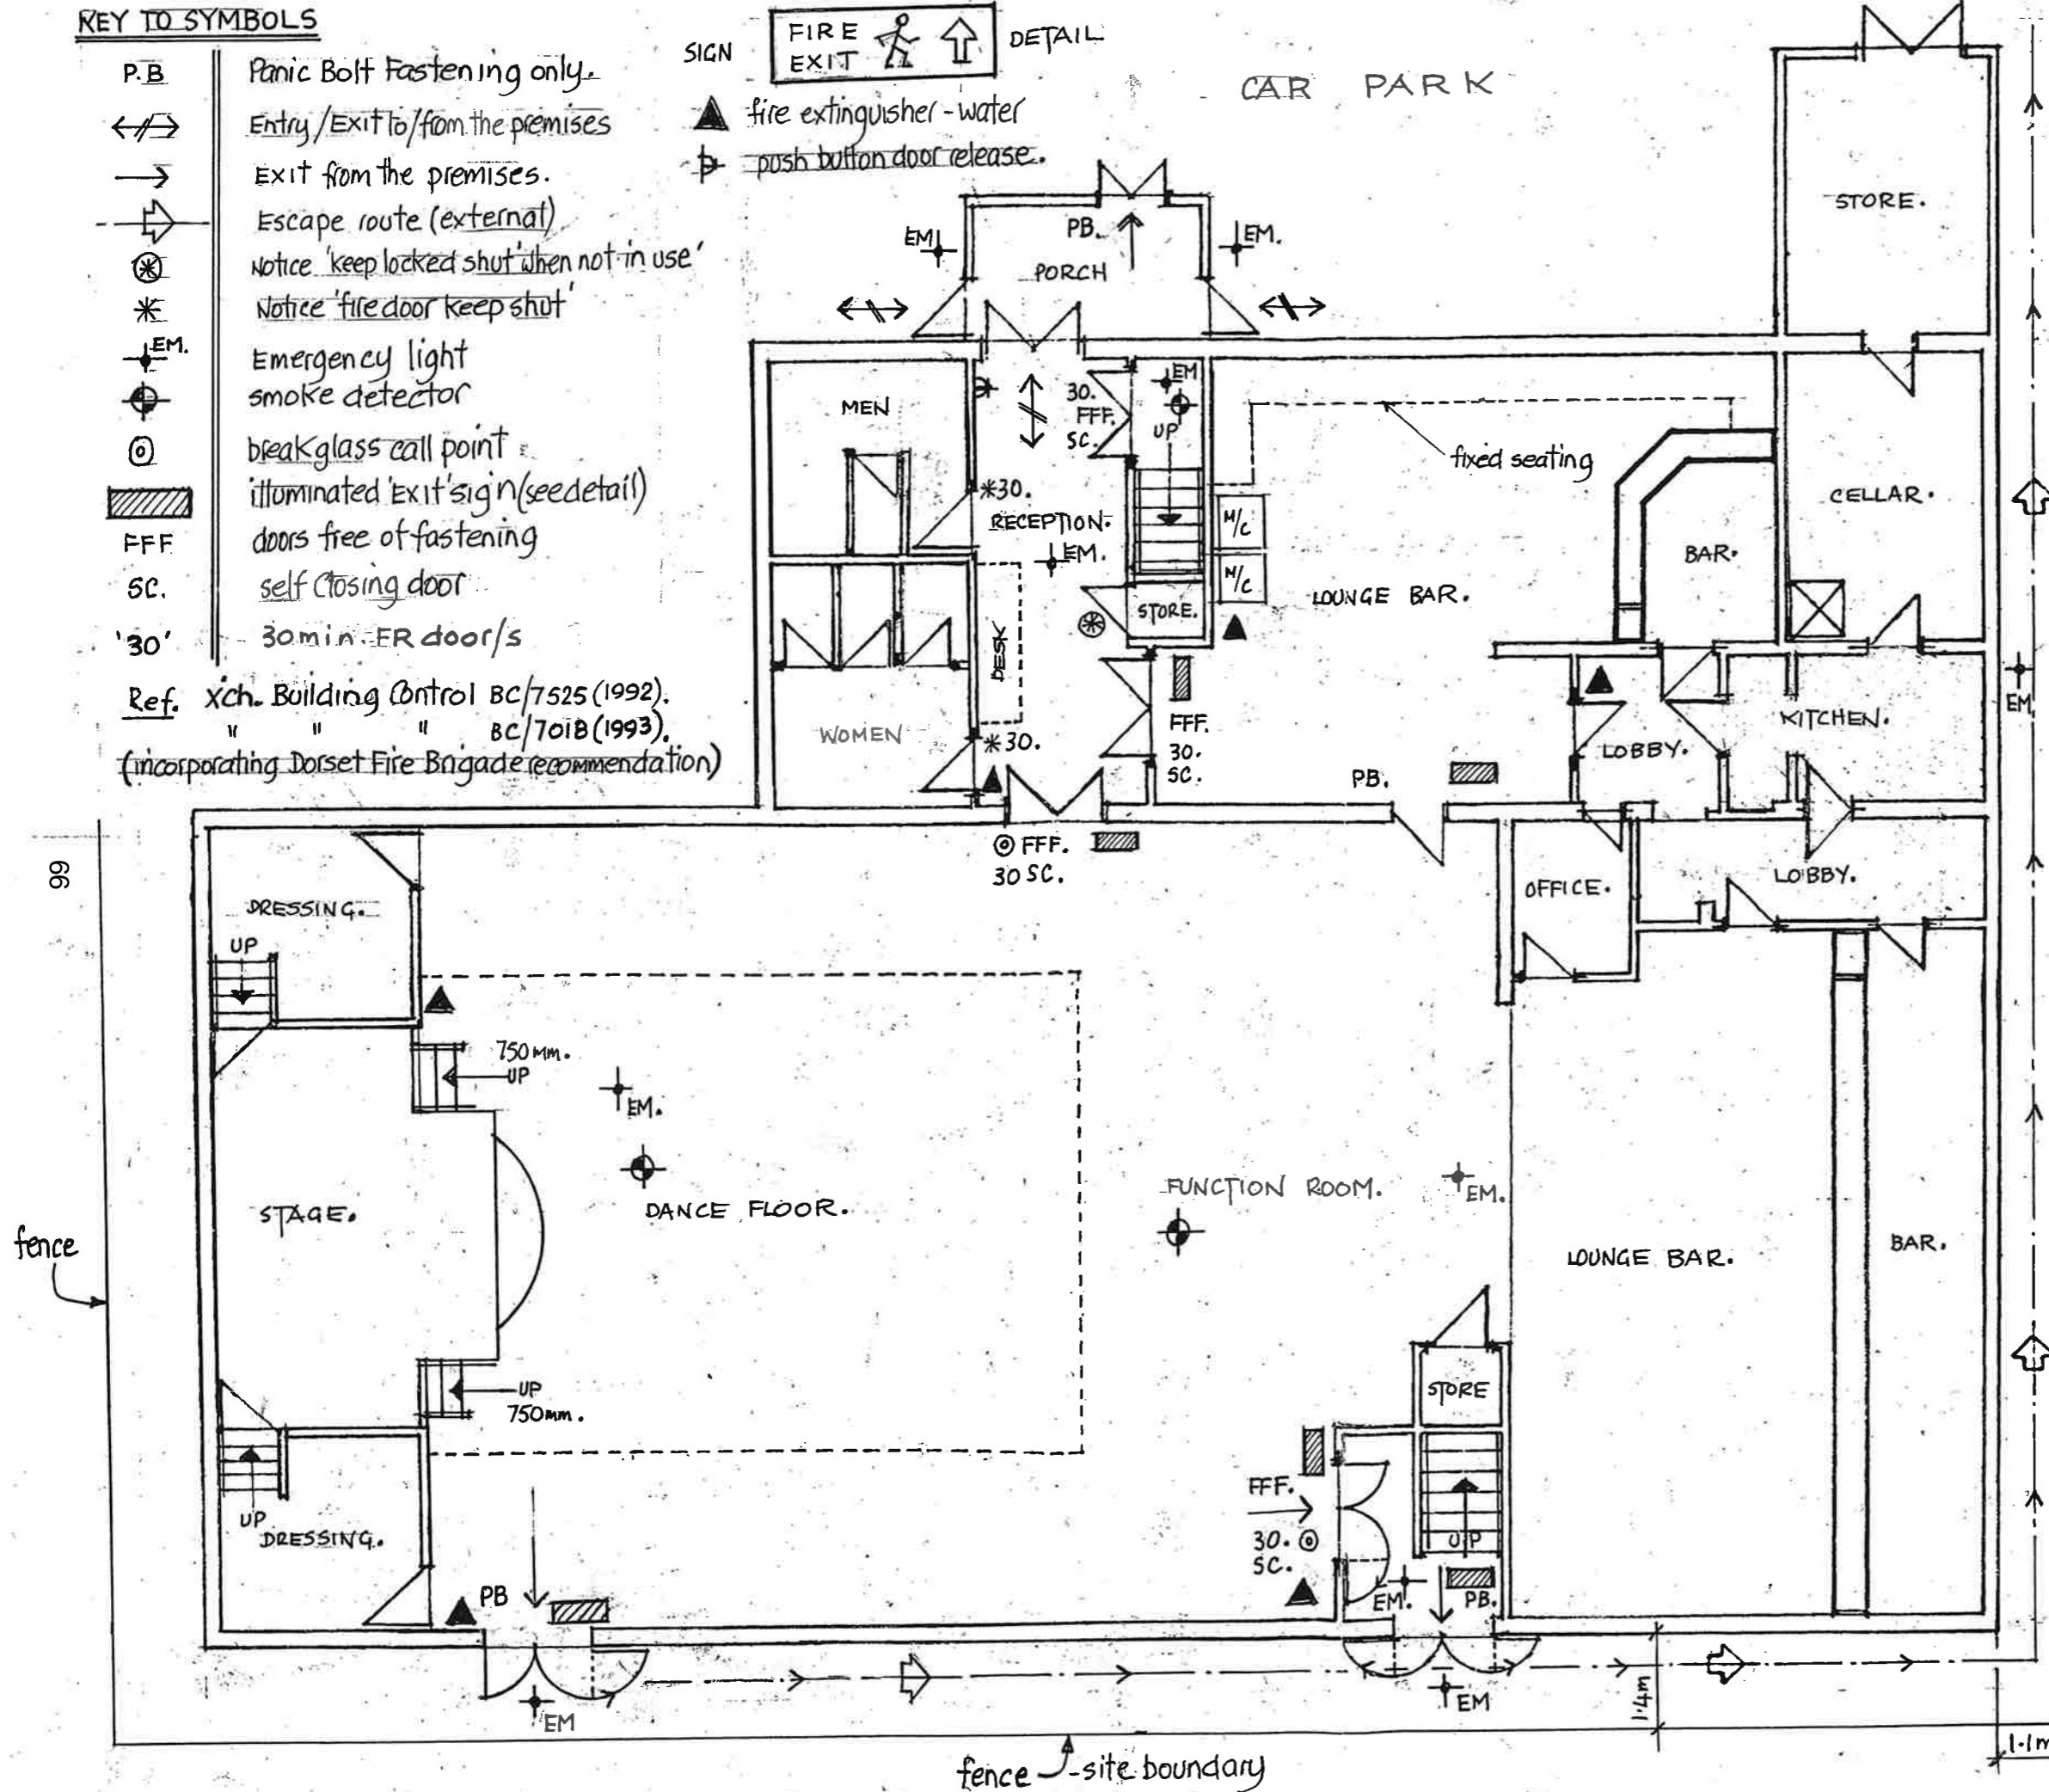 KEY TO SYMBOLS
P.B Panic Bolt Fastening only.
Entry/Exit to/from the premises
Exit from the premises.
Escape route (external)
Notice 'keep locked shut' when not in use'
Notice 'fire door keep shut'
EM. Emergency light
smoke detector
breakglass call point
illuminated 'Exit' sign (see detail)
FFF doors free of fastening
SC. self closing door
'30' 30min. FR door/s
Ref. X'ch. Building Control BC/7525 (1992).
" " " BC/7018 (1993).
(incorporating Dorset Fire Brigade recommendation)
SIGN FIRE EXIT DETAIL
fire extinguisher - water
push button door release.
CAR PARK
STORE.
EM
PB.
EM.
PORCH
MEN
30.
FFF.
SC.
EM
UP
fixed seating
*30.
RECEPTION.
EM.
M/C
M/C
CELLAR.
BAR.
LOUNGE BAR.
STORE.
DESK
WOMEN
*30.
FFF.
30.
SC.
PB.
LOBBY.
KITCHEN.
EM
FFF.
30 SC.
OFFICE.
LOBBY.
66
DRESSING.
UP
750mm.
UP
EM.
STAGE.
DANCE FLOOR.
FUNCTION ROOM.
EM.
LOUNGE BAR.
BAR.
fence
UP
750mm.
STORE
UP
DRESSING.
FFF.
30.
SC.
UP
PB
EM.
PB.
EM
EM
1.4m
1.1m
fence - site boundary